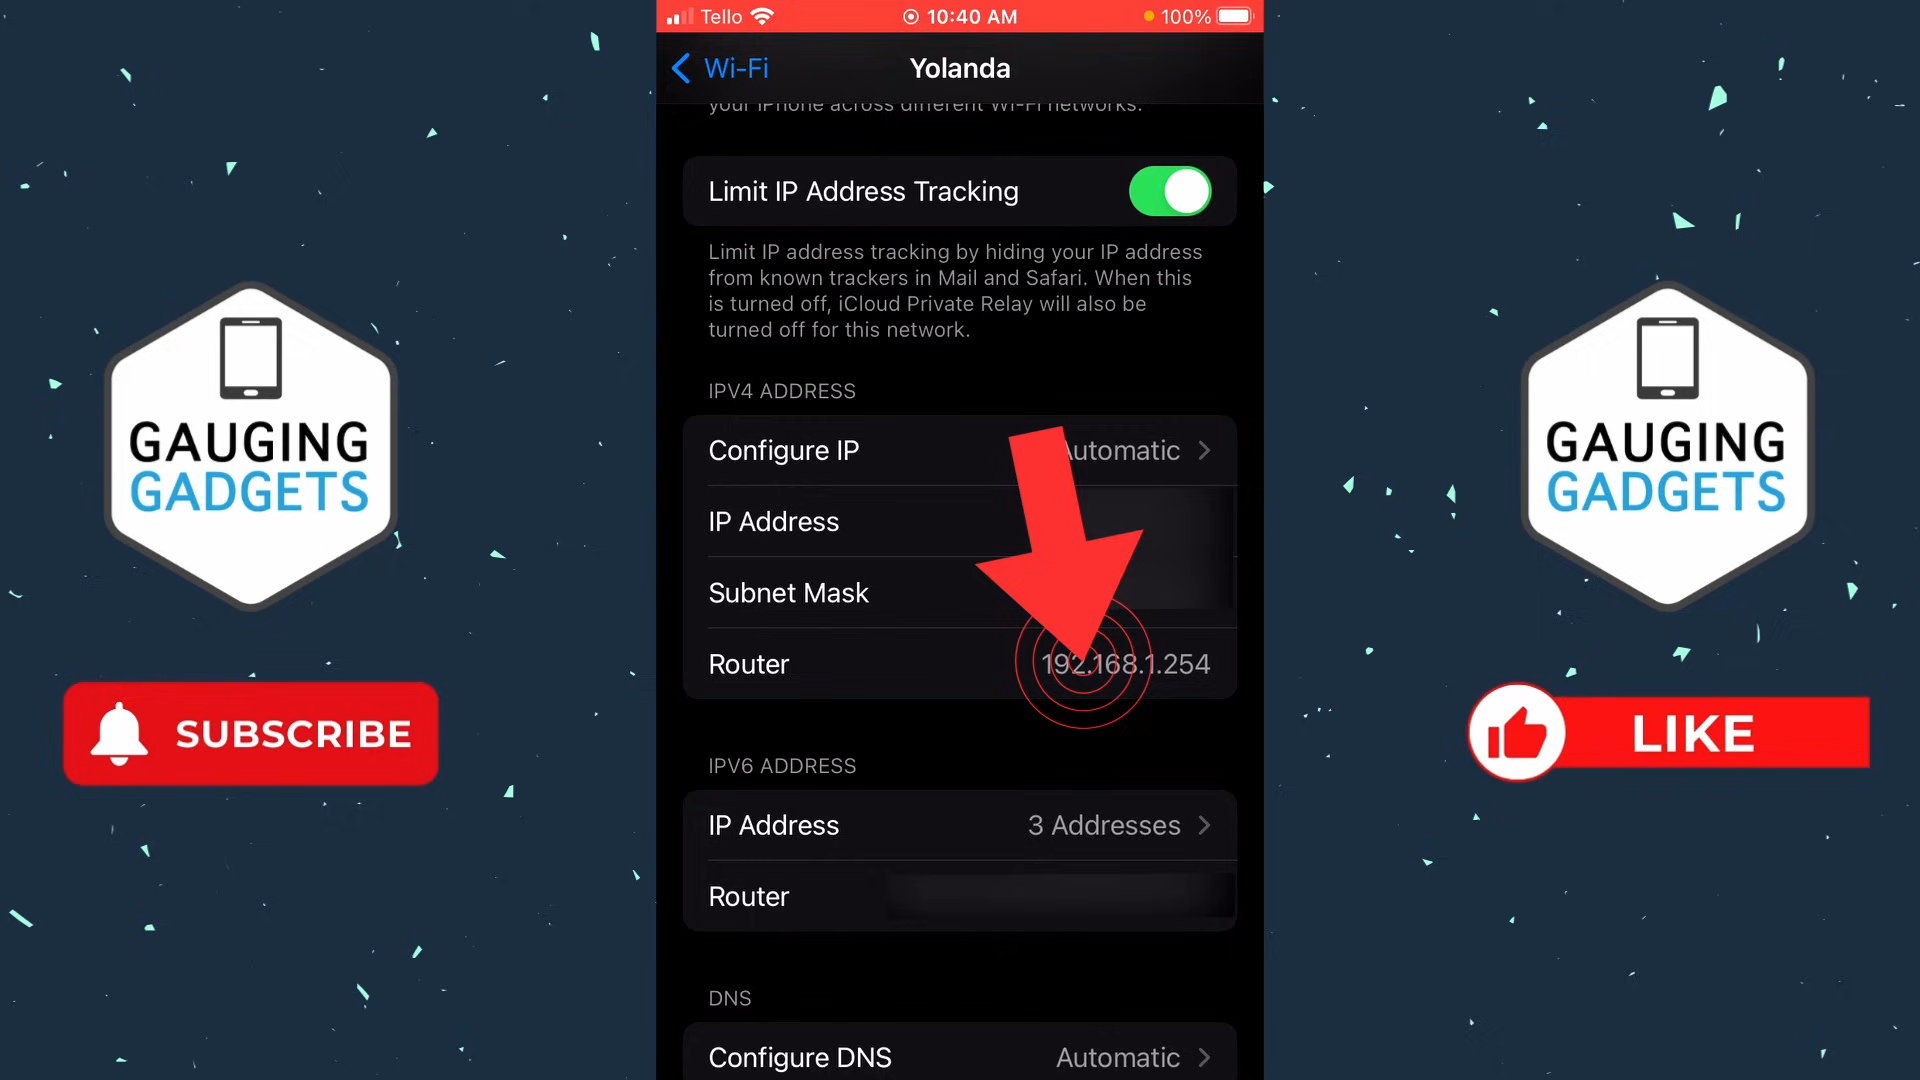 Tello
10:40 AM
100%
Wi-Fi
Yolanda
your iPhone across different Wi-Fi networks.
Limit IP Address Tracking
Limit IP address tracking by hiding your IP address
from known trackers in Mail and Safari. When this
is turned off, iCloud Private Relay will also be
turned off for this network.
IPV4 ADDRESS
Configure IP
Automatic
IP Address
Subnet Mask
Router
192.168.1.254
IPV6 ADDRESS
IP Address
3 Addresses
Router
DNS
Configure DNS
Automatic
GAUGING
GADGETS
SUBSCRIBE
GAUGING
GADGETS
LIKE